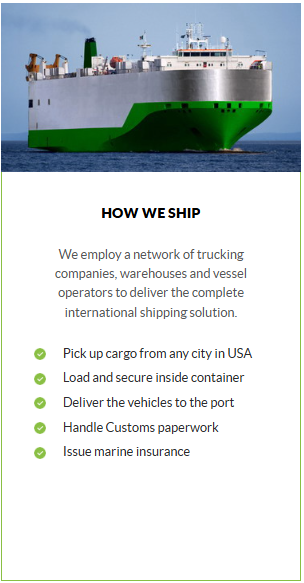 HOW WE SHIP
We employ a network of trucking
companies, warehouses and vessel
operators to deliver the complete
international shipping solution.
Pick up cargo from any city in USA
Load and secure inside container
Deliver the vehicles to the port
Handle Customs paperwork
Issue marine insurance